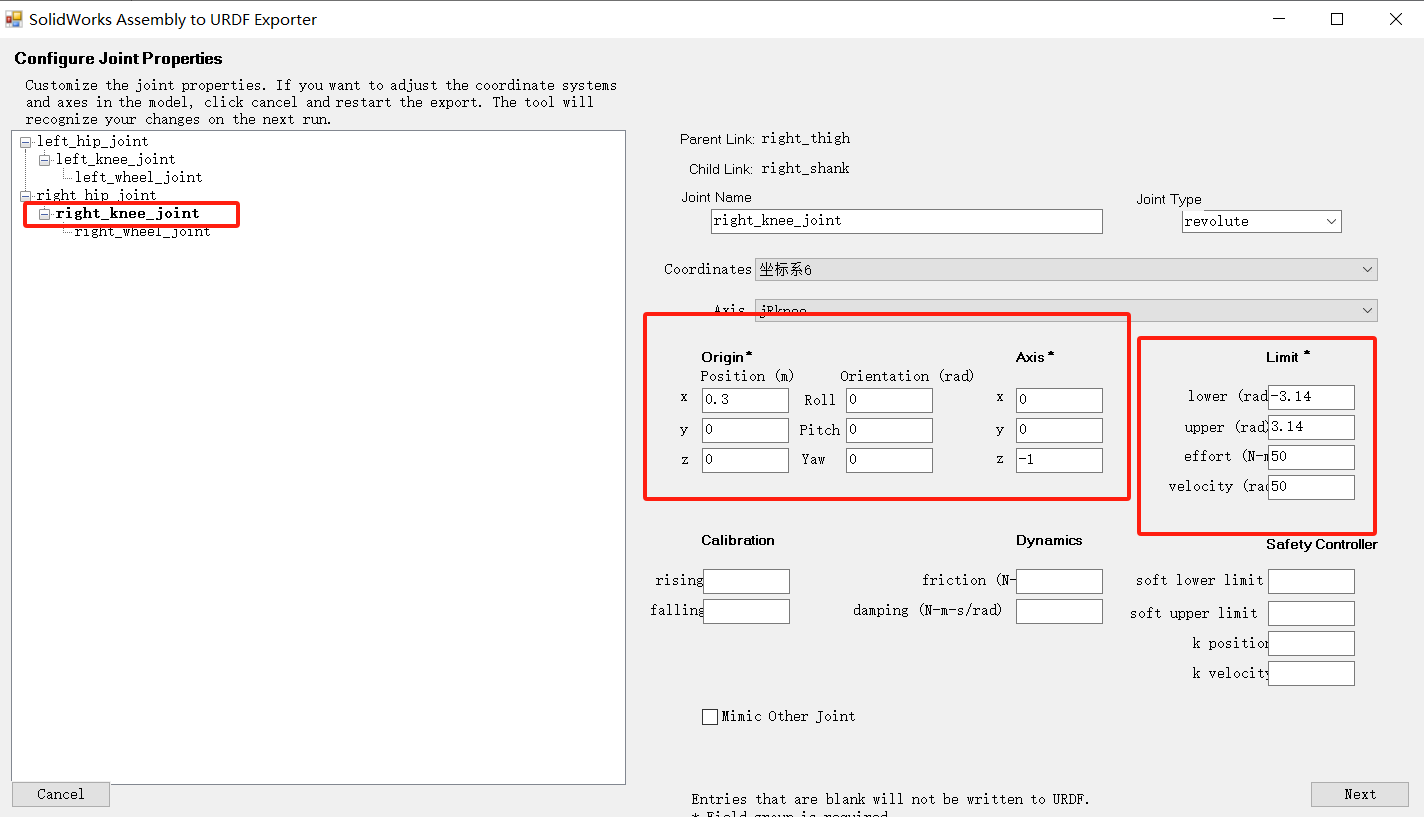 SolidWorks Assembly to URDF Exporter
Configure Joint Properties
Customize the joint properties. If you want to adjust the coordinate systems
and axes in the model, click cancel and restart the export. The tool will
recognize your changes on the next run.
left_hip_joint
left_knee_joint
left_wheel_joint
right_hip_joint
right_knee_joint
right_wheel_joint
Parent Link: right_thigh
Child Link: right_shank
Joint Name
right_knee_joint
Joint Type
revolute
Coordinates 坐标系6
Axis jRknee
Origin*
Position (m) Orientation (rad)
x 0.3 Roll 0
y 0 Pitch 0
z 0 Yaw 0
Axis*
x 0
y 0
z -1
Limit *
lower (rad -3.14
upper (rad) 3.14
effort (N-m 50
velocity (rad 50
Calibration
rising
falling
Dynamics
friction (N-
damping (N-m-s/rad)
Safety Controller
soft lower limit
soft upper limit
k position
k velocity
Mimic Other Joint
Cancel
Entries that are blank will not be written to URDF.
* Field group is required
Next